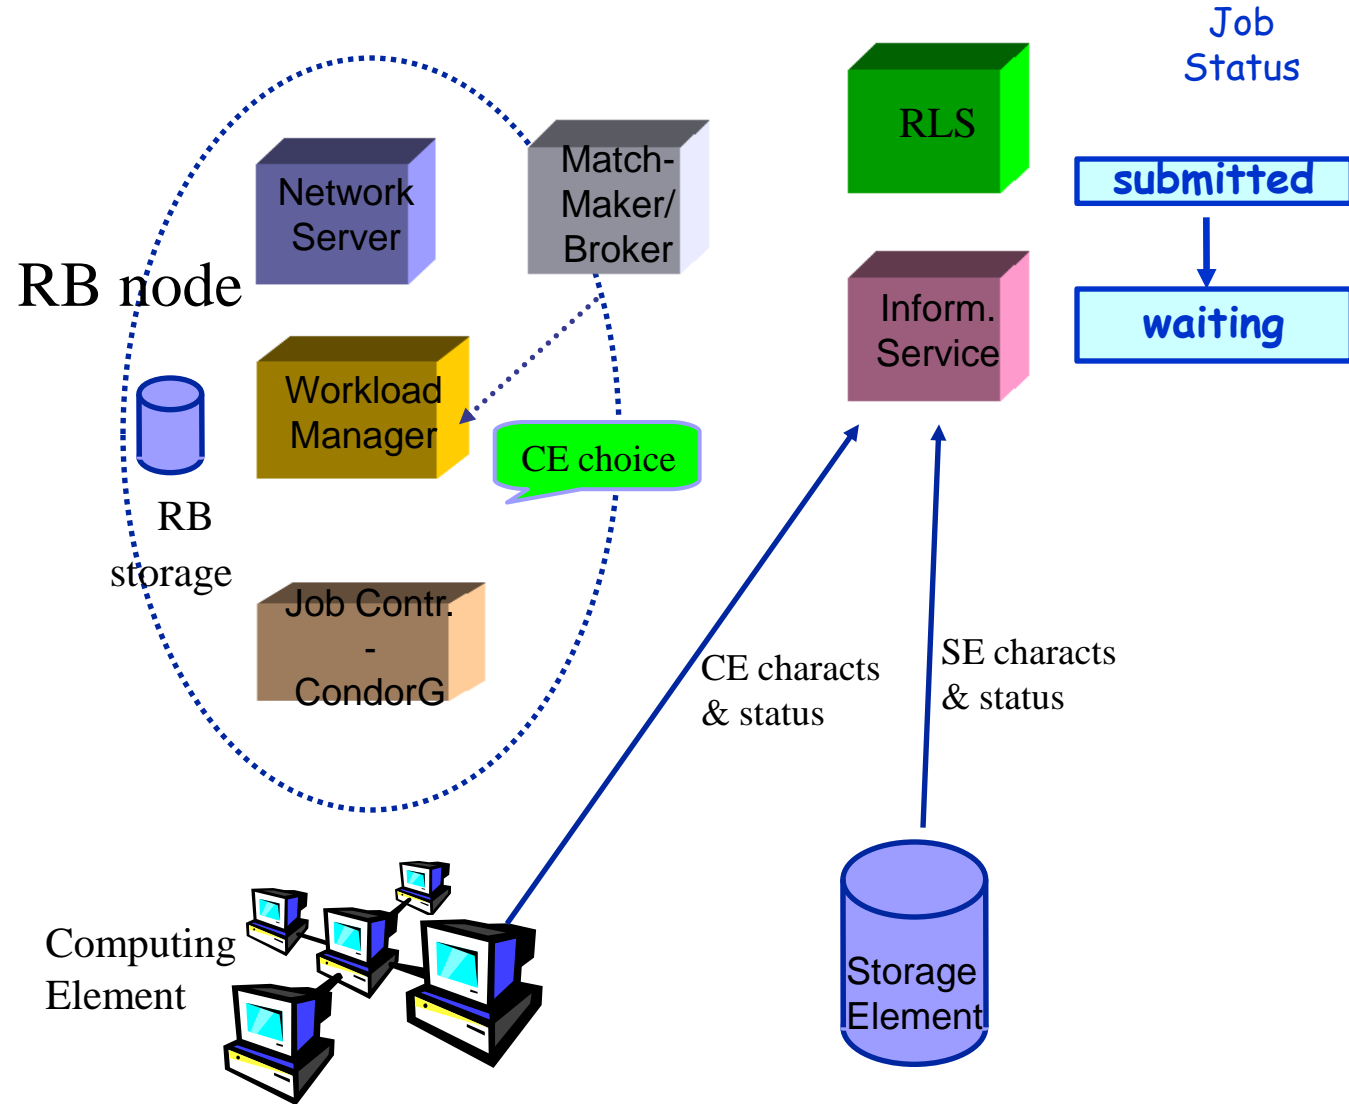 Job
Status
RLS
submitted
Match-
Maker/
Broker
Network
Server
RB node
Inform.
Service
waiting
Workload
Manager
CE choice
RB
storage
Job Contr.
-
CondorG
CE characts
& status
SE characts
& status
Computing
Element
Storage
Element